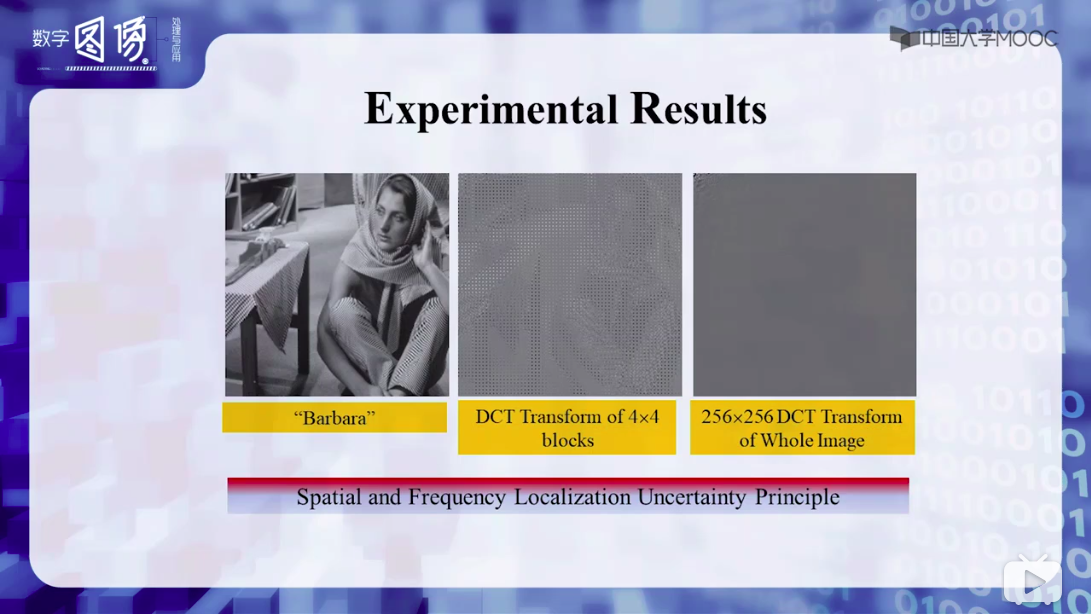 数字图像
处理与应用
中国大学MOOC
Experimental Results
“Barbara”
DCT Transform of 4×4
blocks
256×256 DCT Transform
of Whole Image
Spatial and Frequency Localization Uncertainty Principle